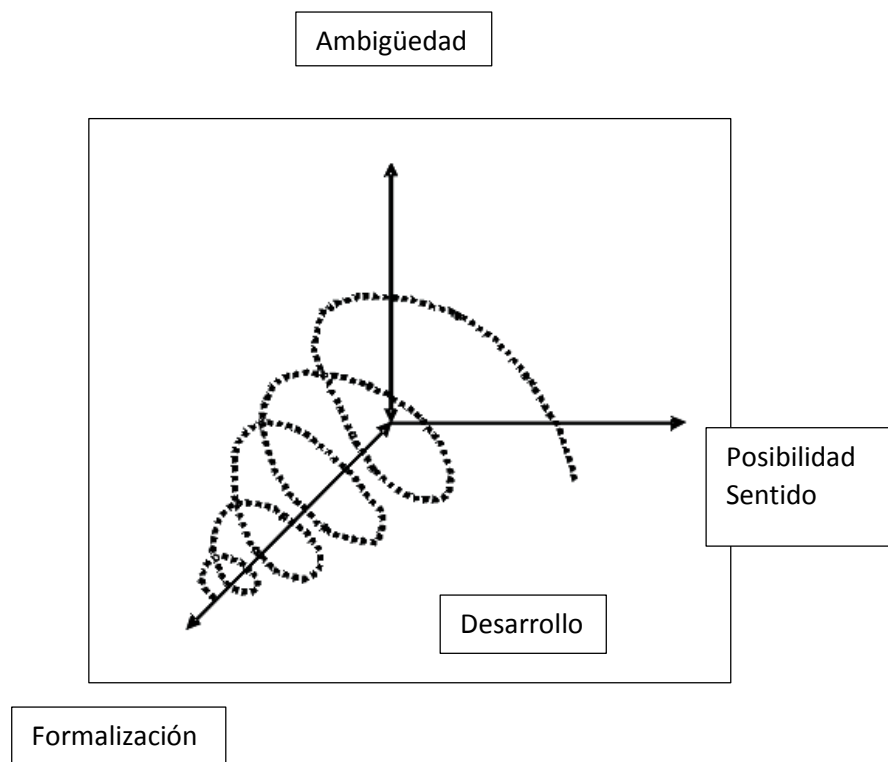 Ambigüedad
Posibilidad
Sentido
Desarrollo
Formalización